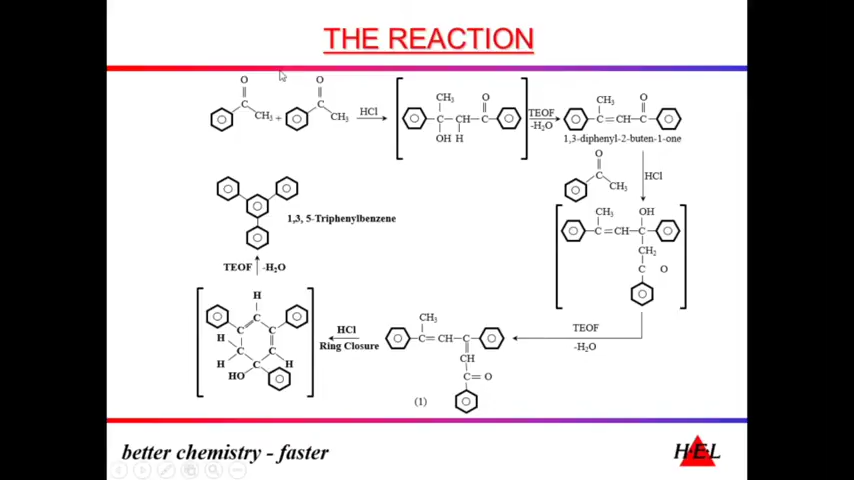 THE REACTION
O
C
CH₃
+
O
C
CH₃
HCl
CH₃ O
C CH C
OH H
TEOF
-H₂O
CH₃ O
C =CH C
1,3-diphenyl-2-buten-1-one
O
C
CH₃
HCl
CH₃ OH
C =CH C
CH₂
C O
TEOF
-H₂O
CH₃
C =CH C
CH
C= O
(1)
HCl
Ring Closure
H
C
C C
H
C C
H H
C
HO
TEOF -H₂O
1,3, 5-Triphenylbenzene
better chemistry - faster
HEL